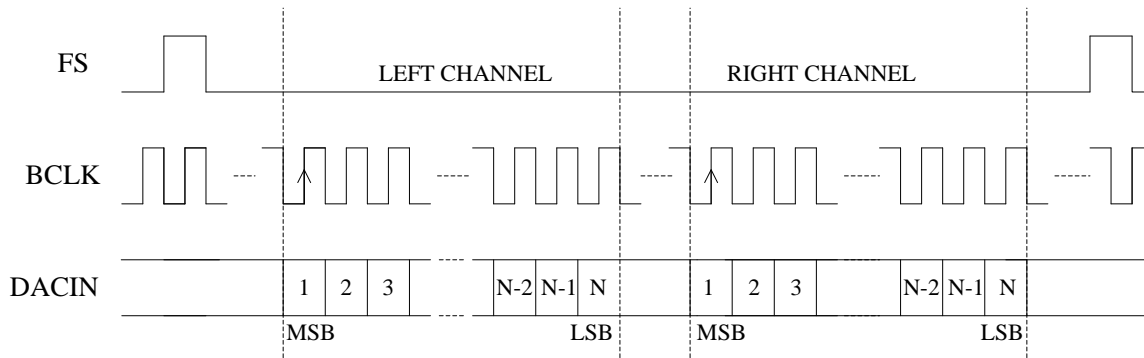 FS
LEFT CHANNEL RIGHT CHANNEL
BCLK
DACIN 1 2 3 N-2 N-1 N 1 2 3 N-2 N-1 N
MSB LSB MSB LSB